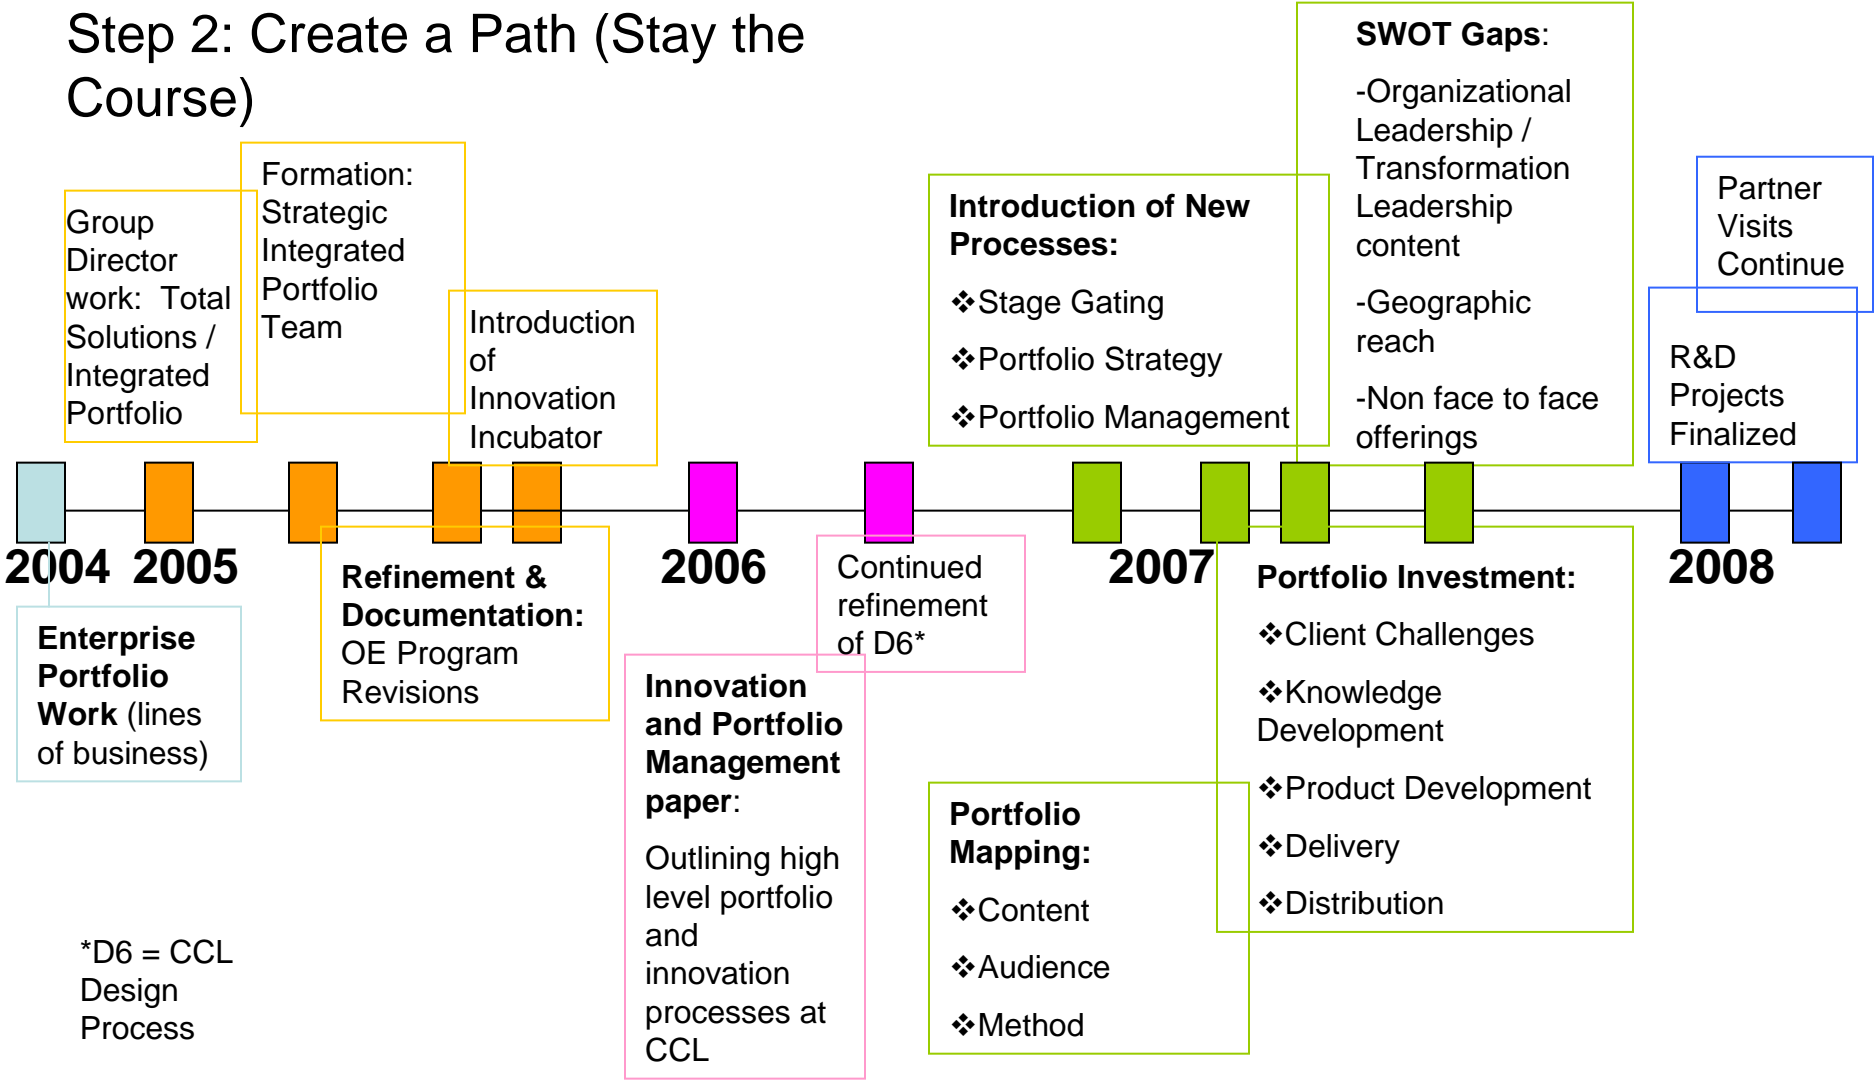 Step 2: Create a Path (Stay the
Course)
Group
Director
work:  Total
Solutions /
Integrated
Portfolio
Formation:
Strategic
Integrated
Portfolio
Team
Introduction
of
Innovation
Incubator
Introduction of New
Processes:
❖Stage Gating
❖Portfolio Strategy
❖Portfolio Management
SWOT Gaps:
-Organizational
Leadership /
Transformation
Leadership
content
-Geographic
reach
-Non face to face
offerings
Partner
Visits
Continue
R&D
Projects
Finalized
2004
2005
2006
2007
2008
Enterprise
Portfolio
Work (lines
of business)
Refinement &
Documentation:
OE Program
Revisions
Innovation
and Portfolio
Management
paper:
Outlining high
level portfolio
and
innovation
processes at
CCL
Continued
refinement
of D6*
Portfolio
Mapping:
❖Content
❖Audience
❖Method
Portfolio Investment:
❖Client Challenges
❖Knowledge
Development
❖Product Development
❖Delivery
❖Distribution
*D6 = CCL
Design
Process